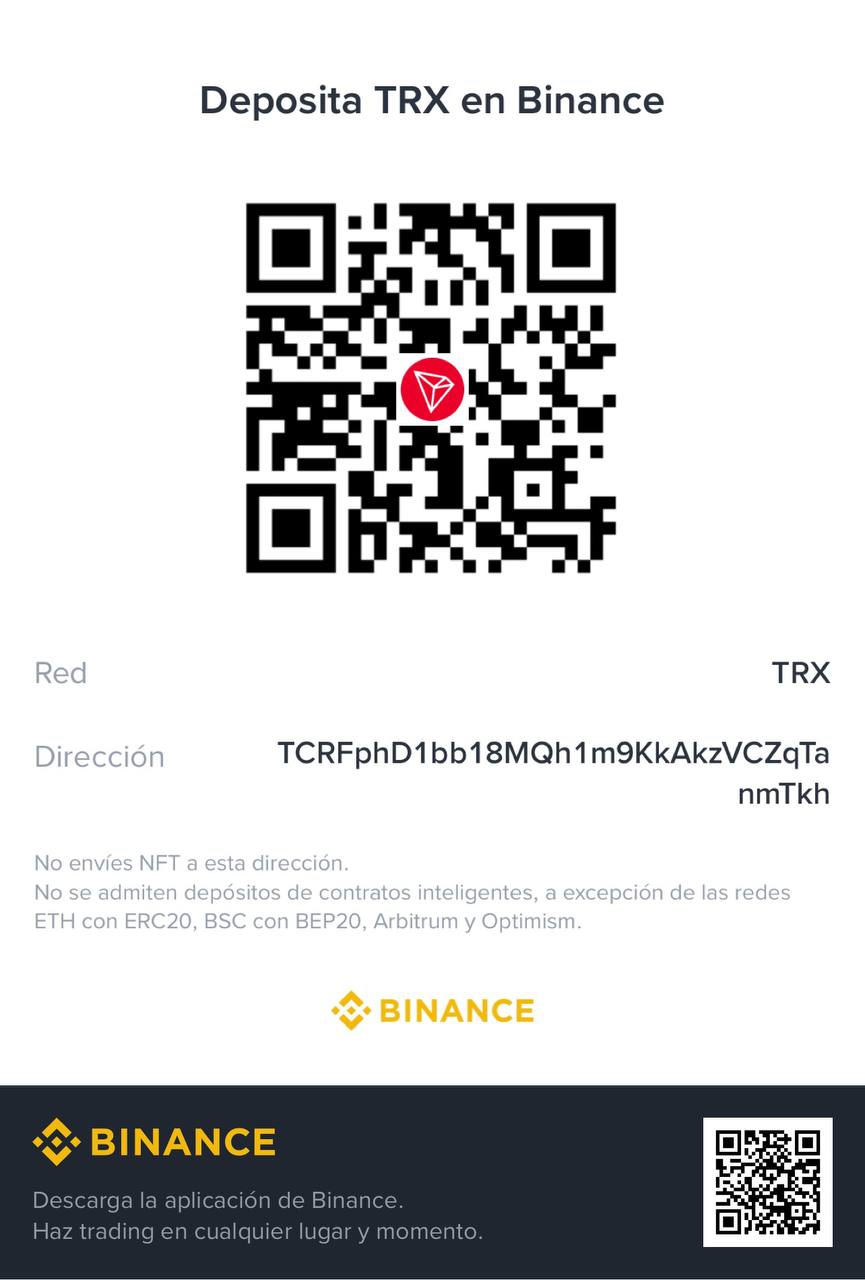 Deposita TRX en Binance
Red
TRX
Dirección
TCRFphD1bb18MQh1m9KkAkzVCZqTa
nmTkh
No envíes NFT a esta dirección.
No se admiten depósitos de contratos inteligentes, a excepción de las redes
ETH con ERC20, BSC con BEP20, Arbitrum y Optimism.
BINANCE
BINANCE
Descarga la aplicación de Binance.
Haz trading en cualquier lugar y momento.